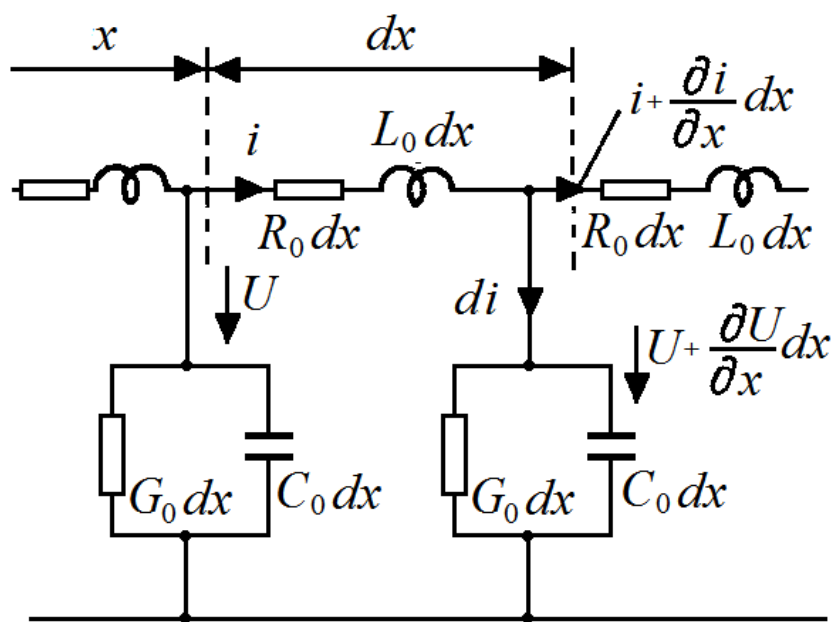 x
dx
i + ∂i/∂x dx
i
L₀dx
R₀dx
R₀dx
L₀dx
U
di
U + ∂U/∂x dx
G₀dx
C₀dx
G₀dx
C₀dx